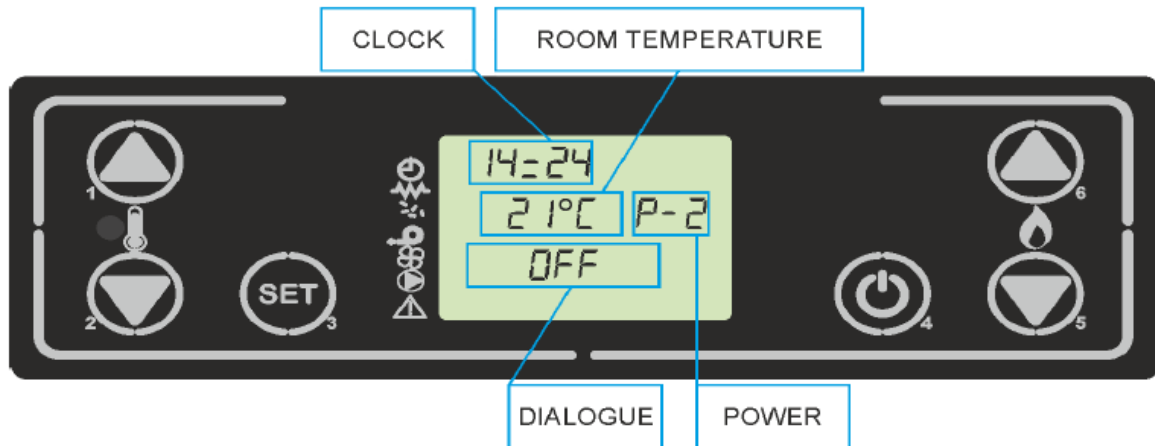 CLOCK
ROOM TEMPERATURE
14=24
21°C P-2
OFF
1
2
SET
3
4
5
6
DIALOGUE
POWER